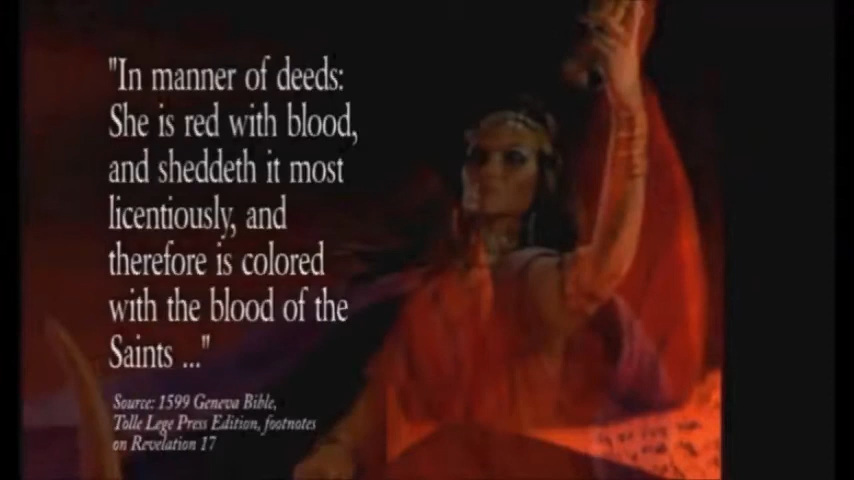 "In manner of deeds:
She is red with blood,
and sheddeth it most
licentiously, and
therefore is colored
with the blood of the
Saints ..."
Source: 1599 Geneva Bible,
Tolle Lege Press Edition, footnotes
on Revelation 17